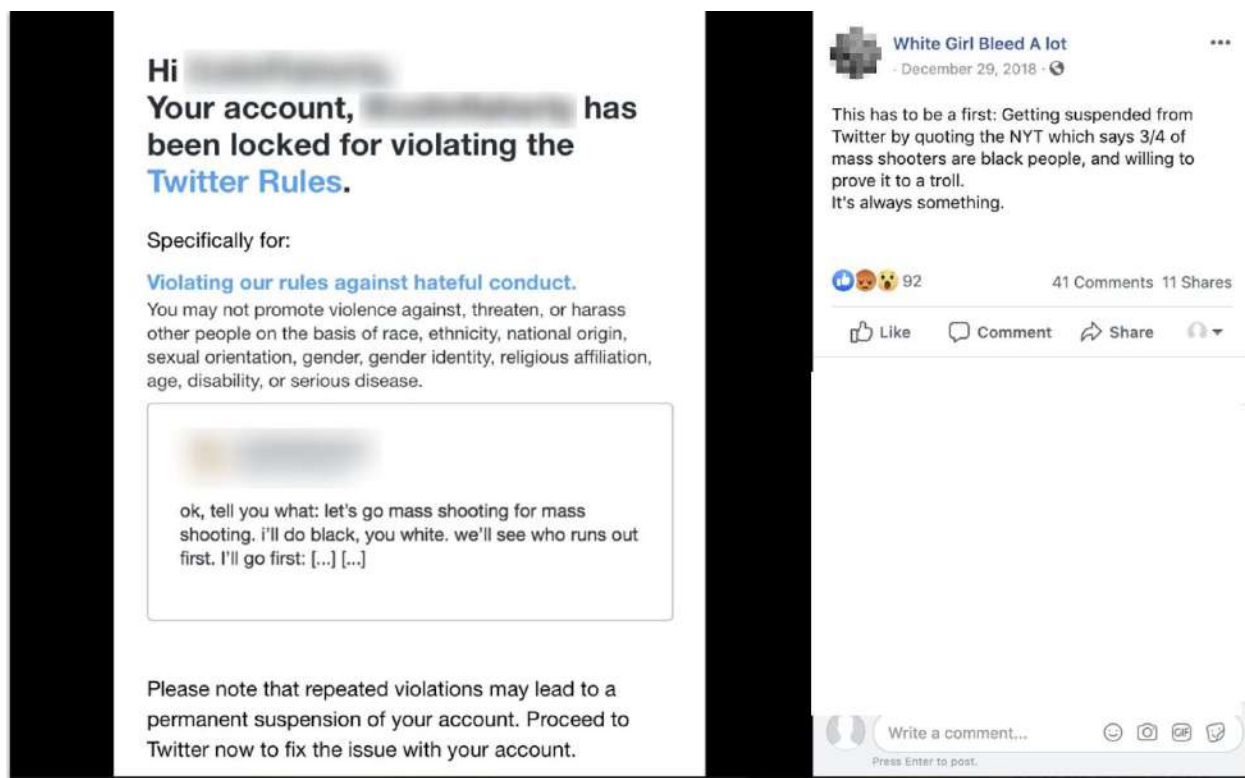 Hi
Your account, has
been locked for violating the
Twitter Rules.
Specifically for:
Violating our rules against hateful conduct.
You may not promote violence against, threaten, or harass
other people on the basis of race, ethnicity, national origin,
sexual orientation, gender, gender identity, religious affiliation,
age, disability, or serious disease.
ok, tell you what: let's go mass shooting for mass
shooting. i'll do black, you white. we'll see who runs out
first. I'll go first: [...] [...]
Please note that repeated violations may lead to a
permanent suspension of your account. Proceed to
Twitter now to fix the issue with your account.
White Girl Bleed A lot
· December 29, 2018 ·
This has to be a first: Getting suspended from
Twitter by quoting the NYT which says 3/4 of
mass shooters are black people, and willing to
prove it to a troll.
It's always something.
92 41 Comments 11 Shares
Like Comment Share
Write a comment... GIF
Press Enter to post.